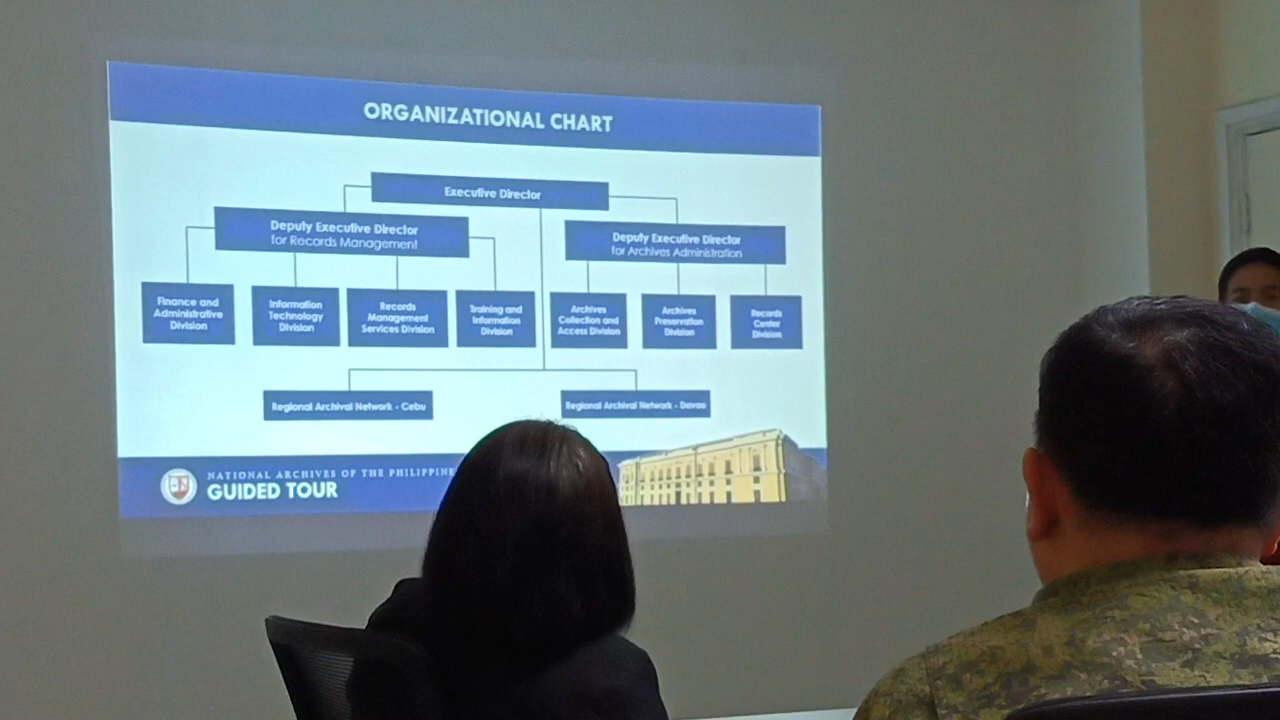 ORGANIZATIONAL CHART
Executive Director
Deputy Executive Director
for Records Management
Deputy Executive Director
for Archives Administration
Finance and
Administrative
Division
Information
Technology
Division
Records
Management
Services Division
Training and
Information
Division
Archives
Collection and
Access Division
Archives
Preservation
Division
Records
Center
Division
Regional Archival Network - Cebu
Regional Archival Network - Davao
NATIONAL ARCHIVES OF THE PHILIPPINE
GUIDED TOUR